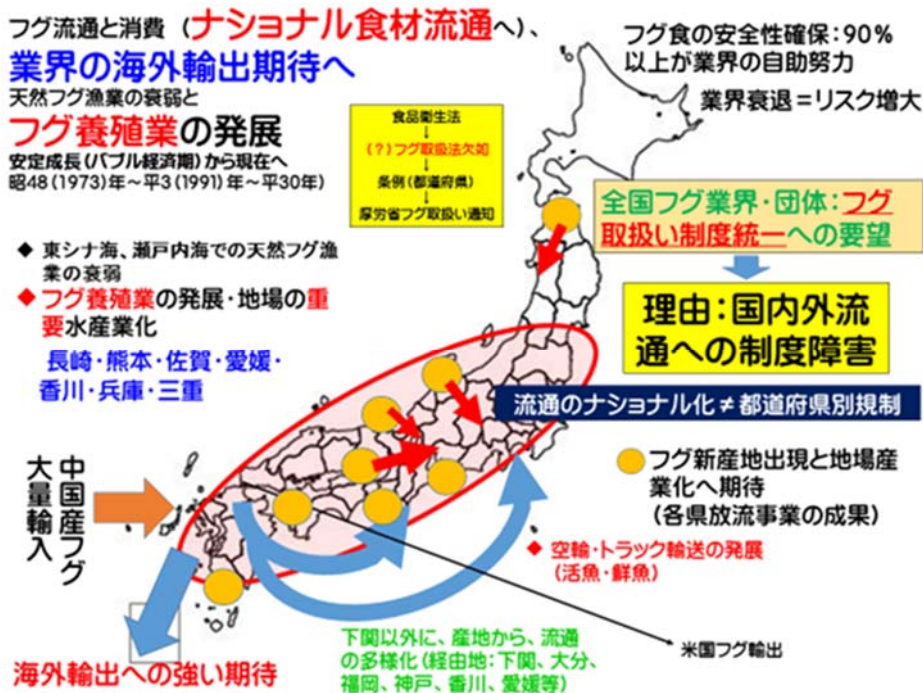 フグ流通と消費（ナショナル食材流通へ）、
業界の海外輸出期待へ
天然フグ漁業の衰弱と
フグ養殖業の発展
安定成長(バブル経済期)から現在へ
昭48(1973)年～平3(1991)年～平30年)
食品衛生法
(？)フグ取扱法欠如
条例(都道府県)
厚労省フグ取扱い通知
フグ食の安全性確保：90%
以上が業界の自助努力
業界衰退＝リスク増大
全国フグ業界・団体：フグ
取扱い制度統一への要望
理由：国内外流
通への制度障害
流通のナショナル化≠都道府県別規制
◆ 東シナ海、瀬戸内海での天然フグ漁
業の衰弱
◆ フグ養殖業の発展・地場の重
要水産業化
長崎・熊本・佐賀・愛媛・
香川・兵庫・三重
中国産フグ
大量輸入
フグ新産地出現と地場産
業化へ期待
(各県放流事業の成果)
◆ 空輸・トラック輸送の発展
(活魚・鮮魚)
下関以外に、産地から、流通
の多様化(経由地：下関、大分、
福岡、神戸、香川、愛媛等)
米国フグ輸出
海外輸出への強い期待